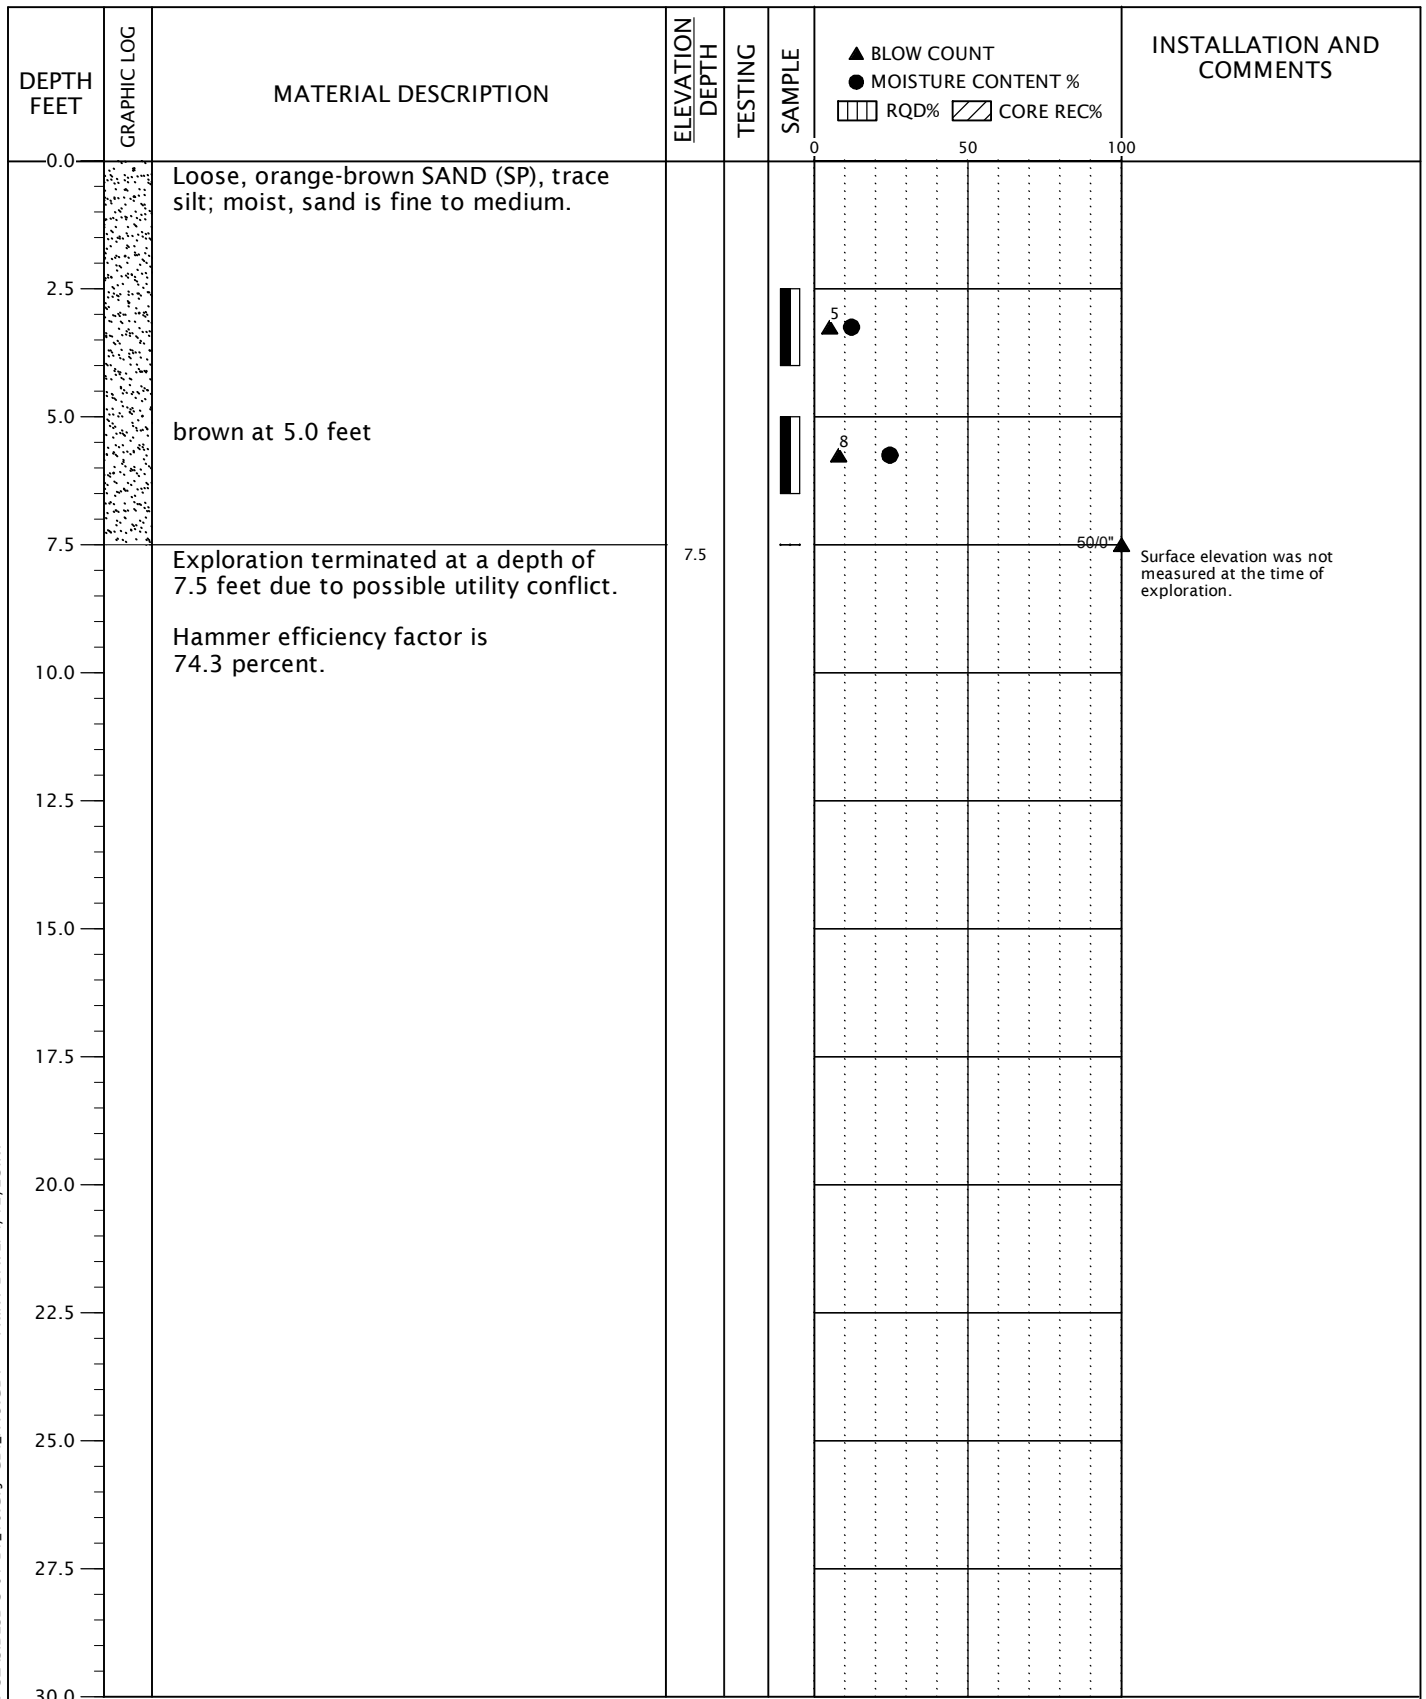 DEPTH
FEET
GRAPHIC LOG
MATERIAL DESCRIPTION
ELEVATION
DEPTH
TESTING
SAMPLE
▲ BLOW COUNT
● MOISTURE CONTENT %
RQD% CORE REC%
INSTALLATION AND
COMMENTS
0 50 100
0.0
Loose, orange-brown SAND (SP), trace
silt; moist, sand is fine to medium.
2.5
5
5.0
brown at 5.0 feet
8
7.5
Exploration terminated at a depth of
7.5 feet due to possible utility conflict.
7.5
50/0"
Surface elevation was not
measured at the time of
exploration.
Hammer efficiency factor is
74.3 percent.
10.0
12.5
15.0
17.5
20.0
22.5
25.0
27.5
30.0